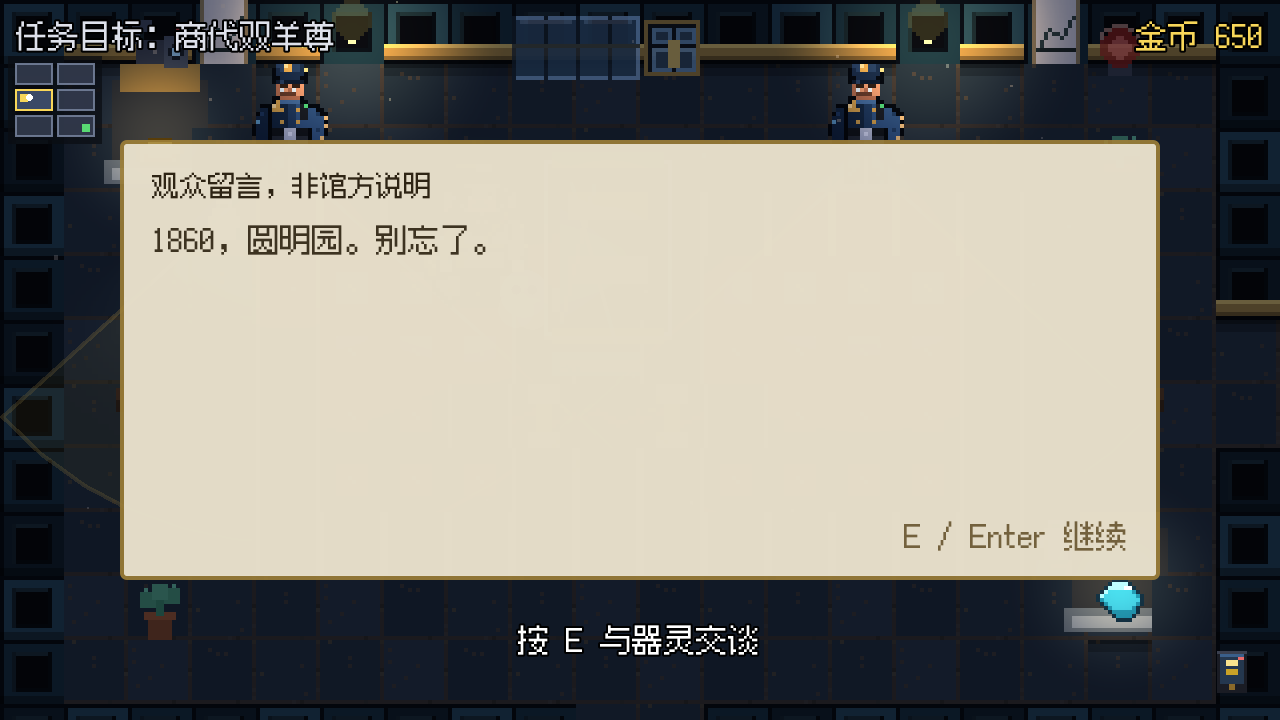 任务目标：商代双羊尊
金币 650
观众留言，非馆方说明
1860，圆明园。别忘了。
E / Enter 继续
按 E 与器灵交谈